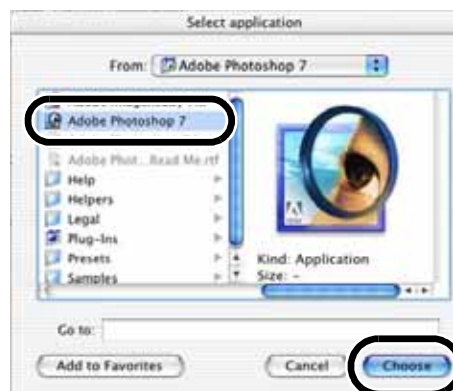 Select application
From: Adobe Photoshop 7
Adobe Photoshop 7
Adobe Phot...Read Me.rtf
Help
Helpers
Legal
Plug-Ins
Presets
Samples
Kind: Application
Size: -
Go to:
Add to Favorites
Cancel
Choose